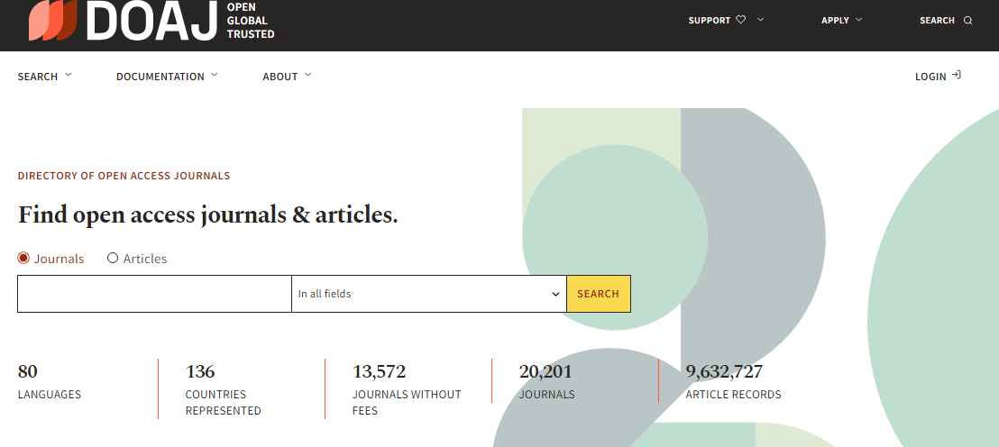 DOAJ
OPEN
GLOBAL
TRUSTED
SUPPORT
APPLY
SEARCH
SEARCH
DOCUMENTATION
ABOUT
LOGIN
DIRECTORY OF OPEN ACCESS JOURNALS
Find open access journals & articles.
Journals
Articles
In all fields
SEARCH
80
LANGUAGES
136
COUNTRIES
REPRESENTED
13,572
JOURNALS WITHOUT
FEES
20,201
JOURNALS
9,632,727
ARTICLE RECORDS